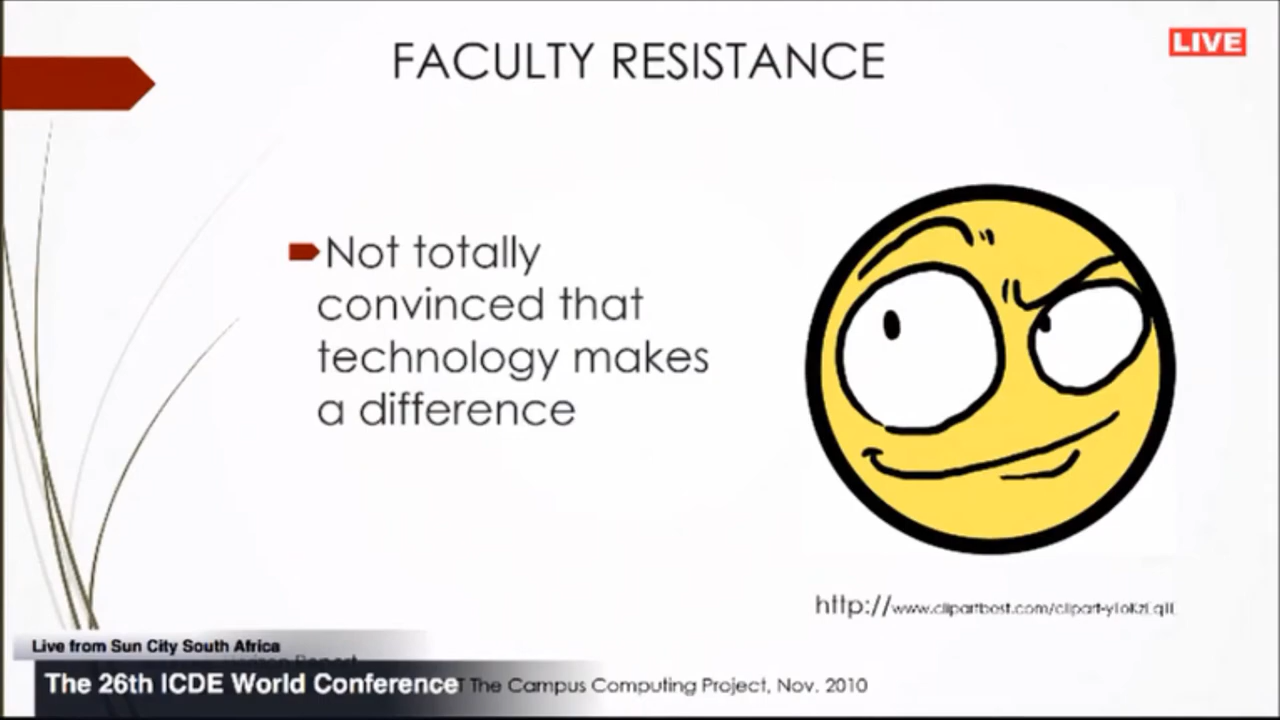 FACULTY RESISTANCE
LIVE
Not totally
convinced that
technology makes
a difference
Live from Sun City South Africa
The 26th ICDE World Conference
The Campus Computing Project, Nov. 2010